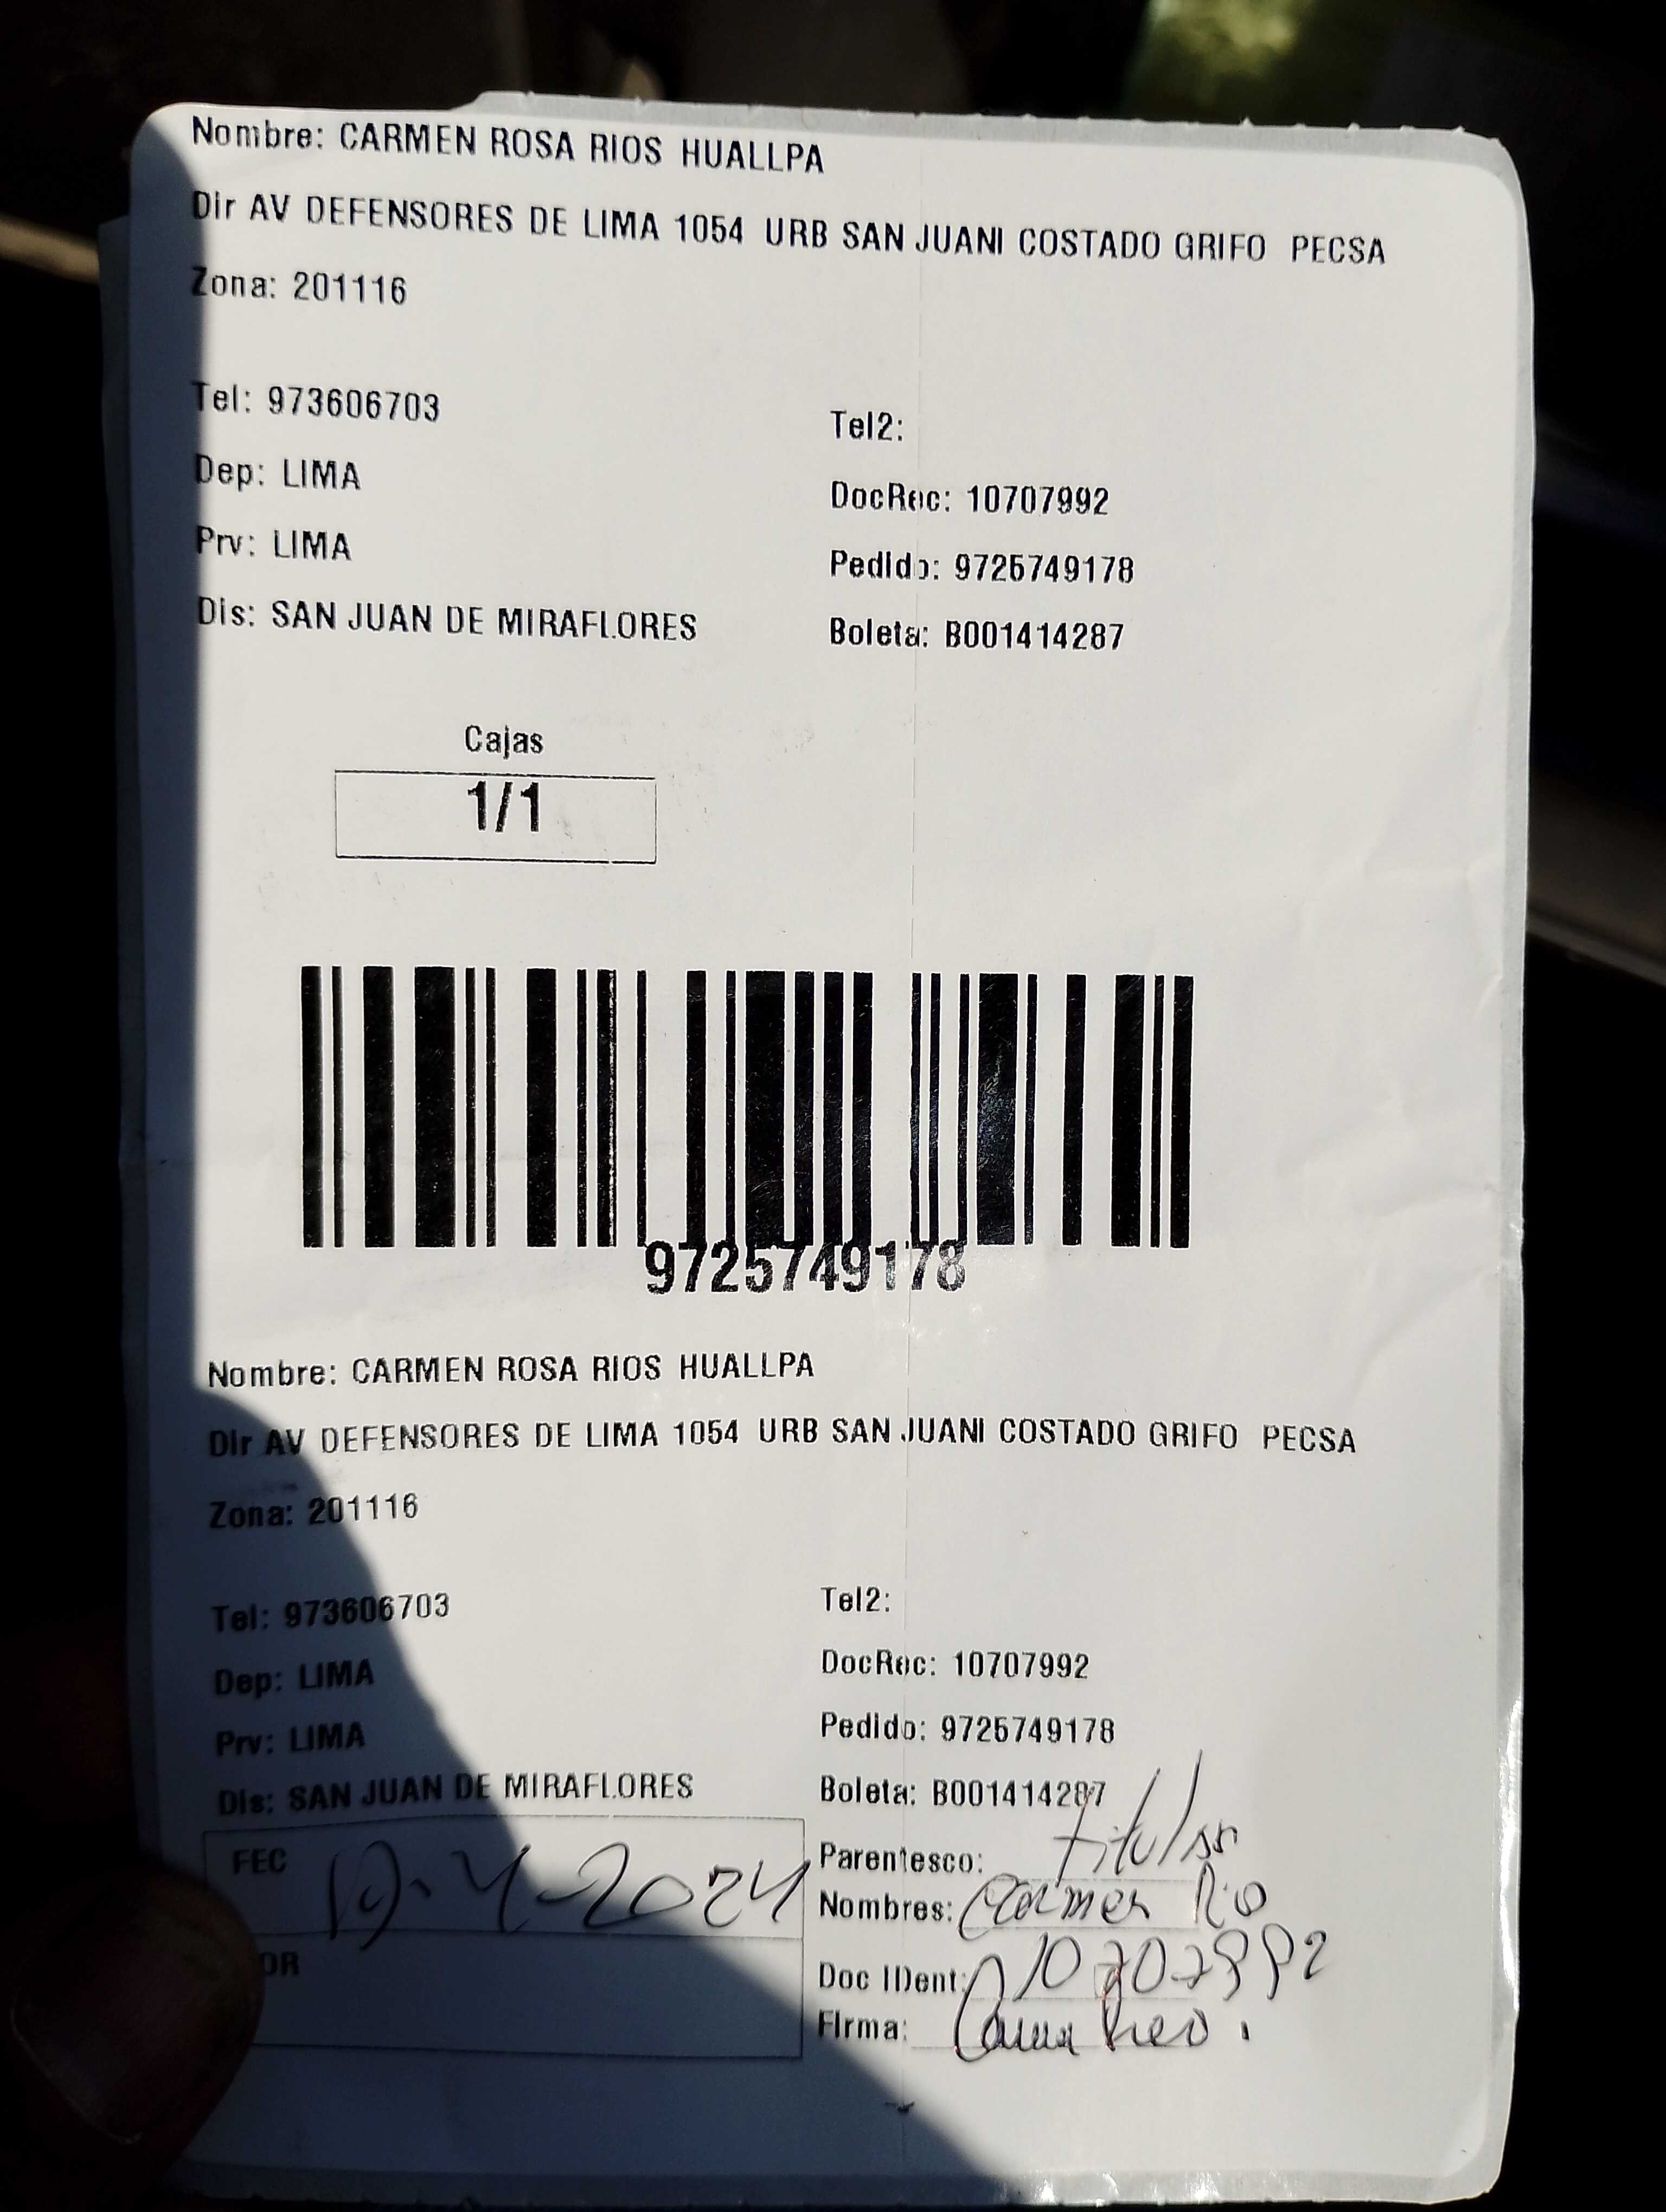 Nombre: CARMEN ROSA RIOS HUALLPA
Dir AV DEFENSORES DE LIMA 1054 URB SAN JUANI COSTADO GRIFO PECSA
Zona: 201116
Tel: 973606703
Tel2:
Dep: LIMA
DocRec: 10707992
Prv: LIMA
Pedido: 9725749178
Dis: SAN JUAN DE MIRAFLORES
Boleta: B001414287
Cajas
1/1
9725749178
Nombre: CARMEN ROSA RIOS HUALLPA
Dir AV DEFENSORES DE LIMA 1054 URB SAN JUANI COSTADO GRIFO PECSA
Zona: 201116
Tel: 973606703
Tel2:
Dep: LIMA
DocRec: 10707992
Prv: LIMA
Pedido: 9725749178
Dis: SAN JUAN DE MIRAFLORES
Boleta: B001414287
FEC
Parentesco: titular
Nombres: Carmen Rio
Doc IDent: 10707992
Firma: